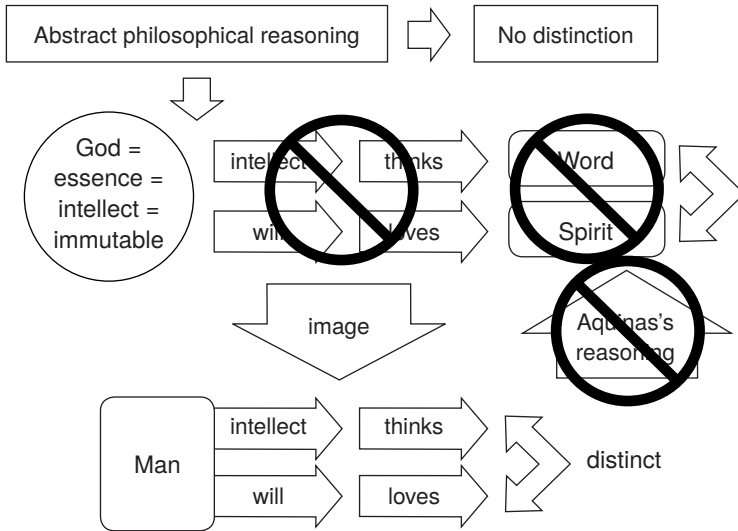 Abstract philosophical reasoning
No distinction
God =
essence =
intellect =
immutable
intellect
thinks
Word
will
loves
Spirit
image
Aquinas's
reasoning
Man
intellect
thinks
will
loves
distinct